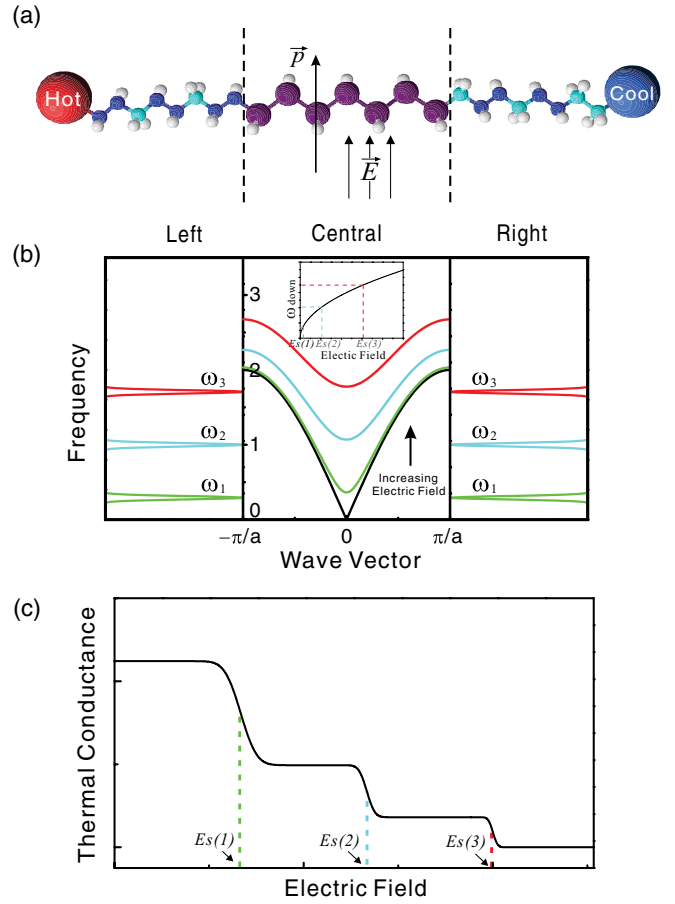 (a)
p
Hot
Cool
E
Left Central Right
(b)
3
2
1
0
Frequency
ω down
Es(1) Es(2) Es(3)
Electric Field
ω3
ω2
ω1
ω3
ω2
ω1
Increasing
Electric Field
−π/a 0 π/a
Wave Vector
(c)
Thermal Conductance
Es(1)
Es(2)
Es(3)
Electric Field